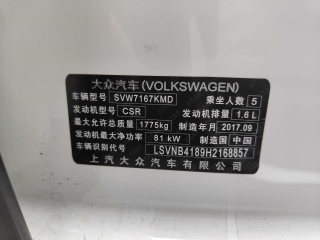 大众汽车(VOLKSWAGEN)
车辆型号 SVW7167KMD 乘坐人数 5
发动机型号 CSR 发动机排量 1.6 L
最大允许总质量 1775kg 制造年月 2017.09
发动机最大净功率 81 kW 制造国 中国
车辆识别代号 LSVNB4189H2168857
上汽大众汽车有限公司